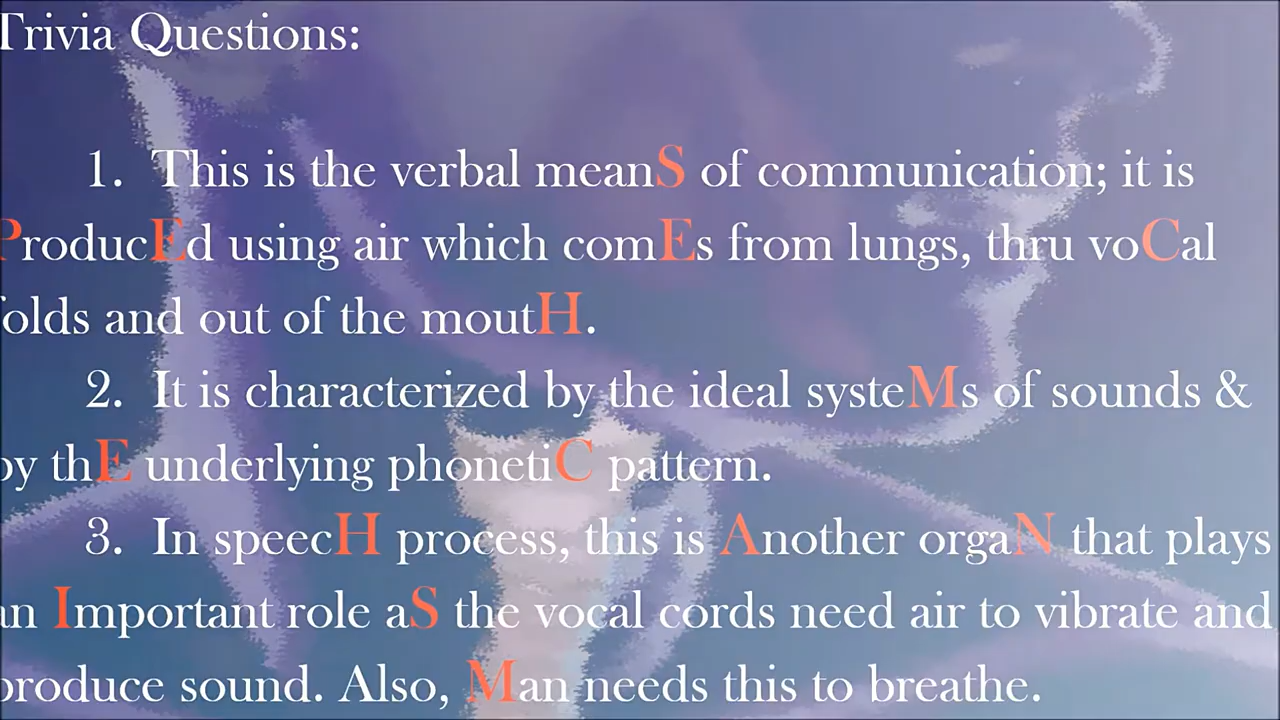 Trivia Questions:
1. This is the verbal meanS of communication; it is
ProducEd using air which comEs from lungs, thru voCal
folds and out of the moutH.
2. It is characterized by the ideal systeMs of sounds &
by thE underlying phonetiC pattern.
3. In speecH process, this is Another orgaN that plays
an Important role aS the vocal cords need air to vibrate and
produce sound. Also, Man needs this to breathe.